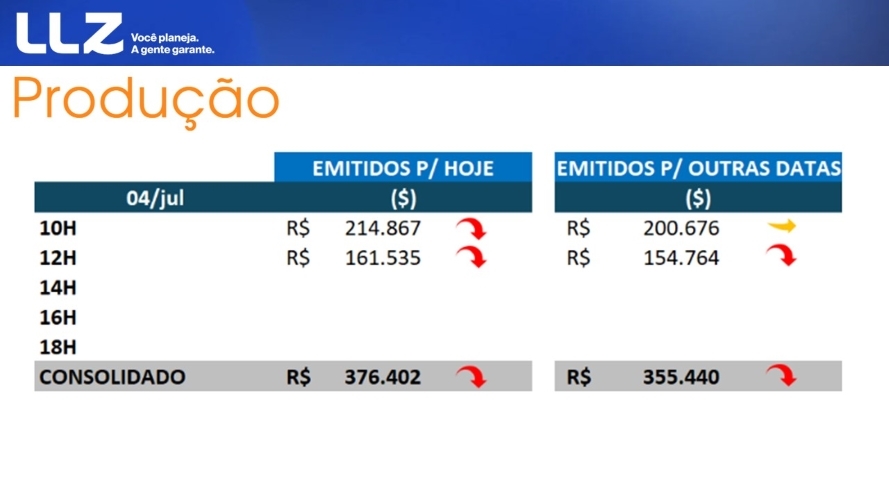 LLZ
Você planeja.
A gente garante.
Produção
EMITIDOS P/ HOJE EMITIDOS P/ OUTRAS DATAS
04/jul ($) ($)
10H R$ 214.867 R$ 200.676
12H R$ 161.535 R$ 154.764
14H
16H
18H
CONSOLIDADO R$ 376.402 R$ 355.440